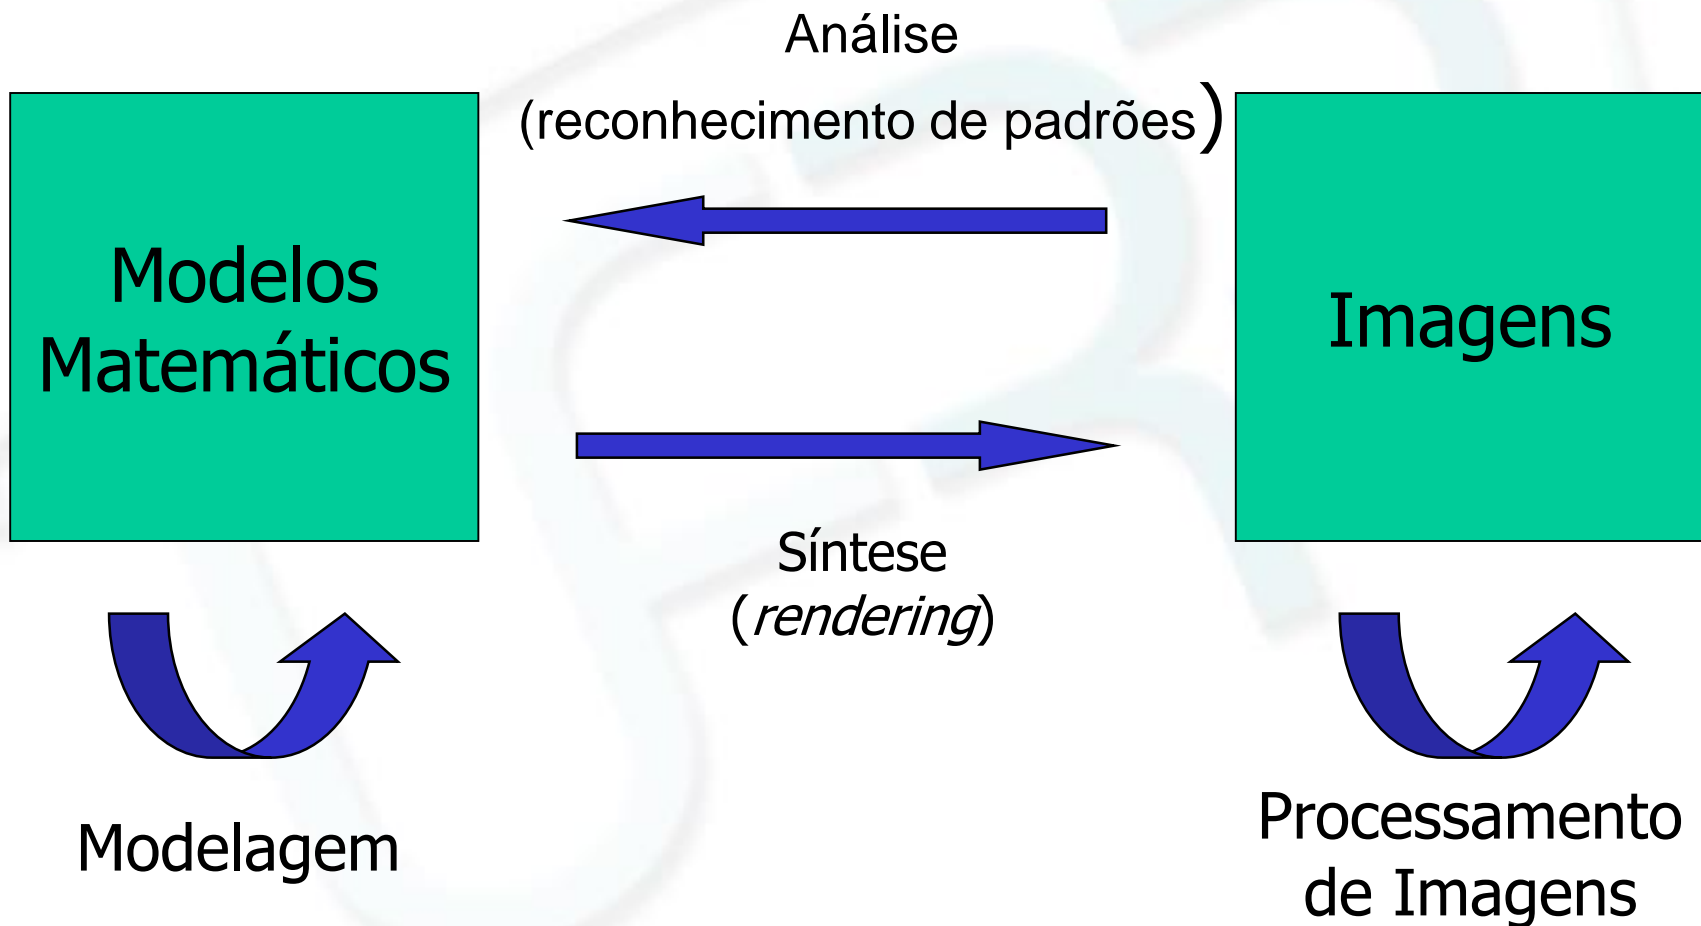 Análise
(reconhecimento de padrões)
Modelos
Matemáticos
Imagens
Síntese
(rendering)
Modelagem
Processamento
de Imagens